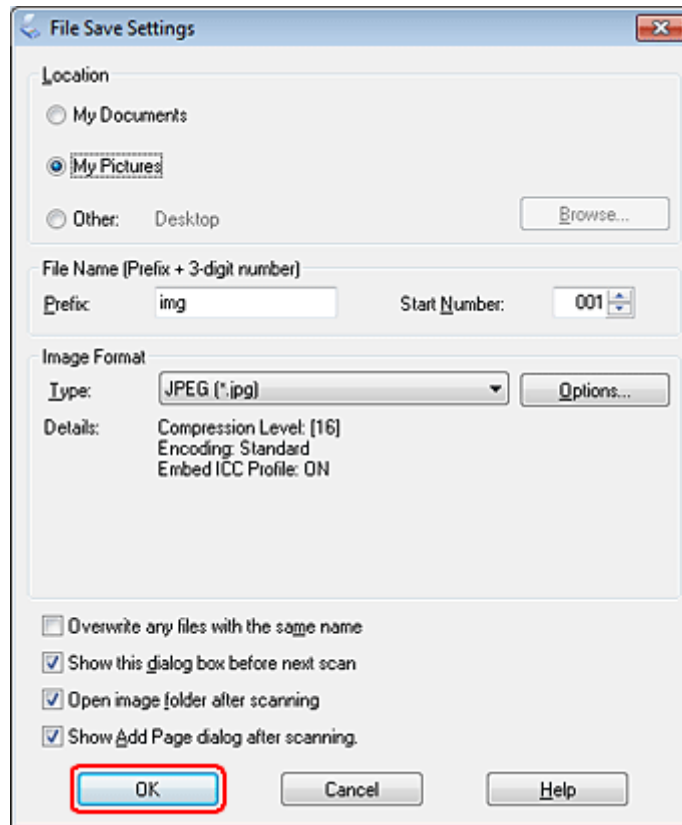 File Save Settings
Location
My Documents
My Pictures
Other: Desktop Browse...
File Name (Prefix + 3-digit number)
Prefix: img Start Number: 001
Image Format
Type: JPEG (*.jpg) Options...
Details: Compression Level: [16]
Encoding: Standard
Embed ICC Profile: ON
Overwrite any files with the same name
Show this dialog box before next scan
Open image folder after scanning
Show Add Page dialog after scanning.
OK Cancel Help